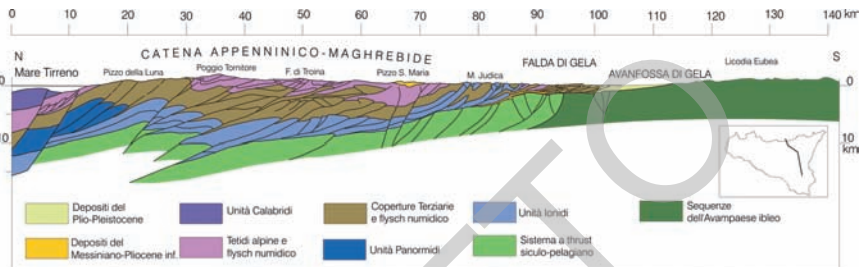 0 10 20 30 40 50 60 70 80 90 100 110 120 130 km 140
N
S
CATENA APPENNINICO-MAGHREBIDE
Mare Tirreno
Pizzo della Luna
Poggio Tornitore
F. di Troina
Pizzo S. Maria
M. Judica
FALDA DI GELA
AVANFOSSA DI GELA
Licodia Eubea
0
0
10
km
10
km
Depositi del
Plio-Pleistocene
Unità Calabridi
Coperture Terziarie
e flysch numidico
Unità Ionidi
Sequenze
dell'Avampaese ibleo
Depositi del
Messiniano-Pliocene inf.
Tetidi alpine e
flysch numidico
Unità Panormidi
Sistema a thrust
siculo-pelagiano